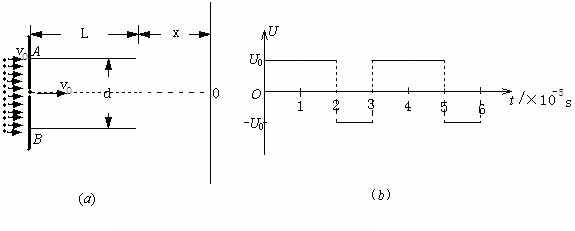 L x
v₀ A
v₀ d 0
B
(a)
U
U₀
O 1 2 3 4 5 6 t /×10⁻⁵ s
-U₀
(b)